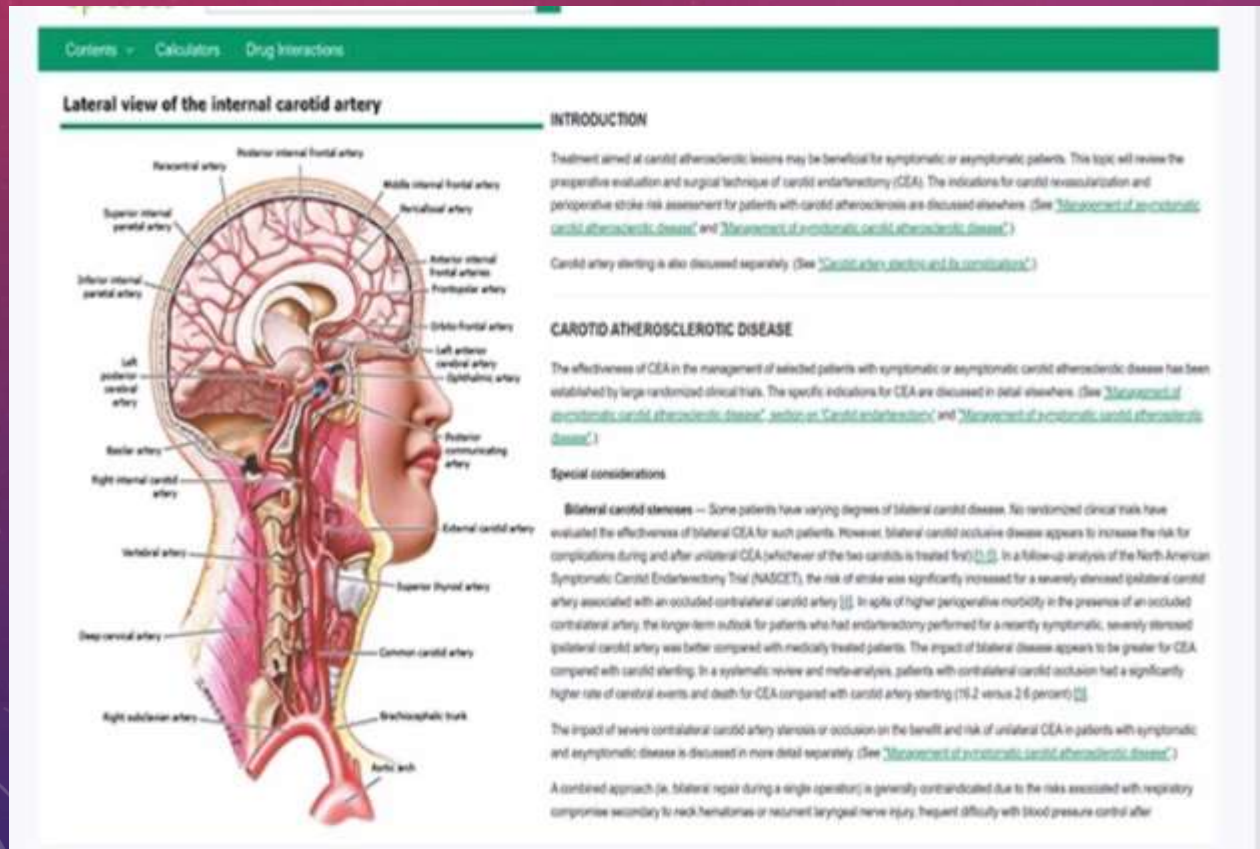 Contents
Calculators
Drug Interactions
Lateral view of the internal carotid artery
Posterior internal frontal artery
Paracentral artery
Middle internal frontal artery
Superior internal
parietal artery
Pericallosal artery
Anterior internal
frontal arteries
Inferior internal
parietal artery
Frontopolar artery
Orbito-frontal artery
Left
posterior
cerebral
artery
Left anterior
cerebral artery
Ophthalmic artery
Basilar artery
Posterior
communicating
artery
Right internal carotid
artery
External carotid artery
Vertebral artery
Superior thyroid artery
Deep cervical artery
Common carotid artery
Right subclavian artery
Brachiocephalic trunk
Aortic arch
INTRODUCTION
Treatment aimed at carotid atherosclerotic lesions may be beneficial for symptomatic or asymptomatic patients. This topic will review the
preoperative evaluation and surgical technique of carotid endarterectomy (CEA). The indications for carotid revascularization and
perioperative stroke risk assessment for patients with carotid atherosclerosis are discussed elsewhere. (See "Management of asymptomatic
carotid atherosclerotic disease" and "Management of symptomatic carotid atherosclerotic disease".)
Carotid artery stenting is also discussed separately. (See "Carotid artery stenting and its complications".)
CAROTID ATHEROSCLEROTIC DISEASE
The effectiveness of CEA in the management of selected patients with symptomatic or asymptomatic carotid atherosclerotic disease has been
established by large randomized clinical trials. The specific indications for CEA are discussed in detail elsewhere. (See "Management of
asymptomatic carotid atherosclerotic disease", section on 'Carotid endarterectomy' and "Management of symptomatic carotid atherosclerotic
disease".)
Special considerations
Bilateral carotid stenoses — Some patients have varying degrees of bilateral carotid disease. No randomized clinical trials have
evaluated the effectiveness of bilateral CEA for such patients. However, bilateral carotid occlusive disease appears to increase the risk for
complications during and after unilateral CEA (whichever of the two carotids is treated first) In a follow-up analysis of the North American
Symptomatic Carotid Endarterectomy Trial (NASCET), the risk of stroke was significantly increased for a severely stenosed ipsilateral carotid
artery associated with an occluded contralateral carotid artery In spite of higher perioperative morbidity in the presence of an occluded
contralateral artery, the longer-term outlook for patients who had endarterectomy performed for a recently symptomatic, severely stenosed
ipsilateral carotid artery was better compared with medically treated patients. The impact of bilateral disease appears to be greater for CEA
compared with carotid stenting. In a systematic review and meta-analysis, patients with contralateral carotid occlusion had a significantly
higher rate of cerebral events and death for CEA compared with carotid artery stenting (16.2 versus 2.6 percent)
The impact of severe contralateral carotid artery stenosis or occlusion on the benefit and risk of unilateral CEA in patients with symptomatic
and asymptomatic disease is discussed in more detail separately. (See "Management of symptomatic carotid atherosclerotic disease".)
A combined approach (ie, bilateral repair during a single operation) is generally contraindicated due to the risks associated with respiratory
compromise secondary to neck hematomas or recurrent laryngeal nerve injury, frequent difficulty with blood pressure control after